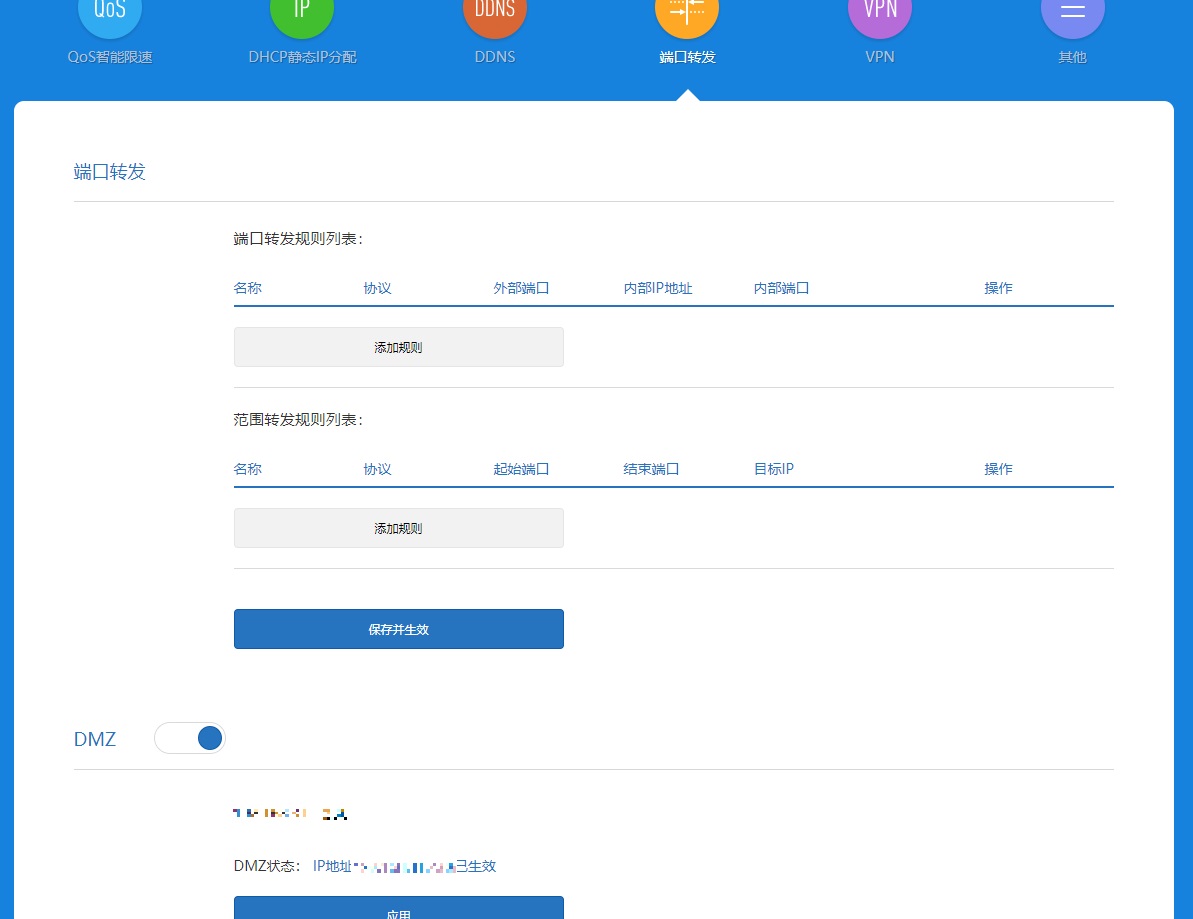 QoS IP DDNS VPN
QoS智能限速 DHCP静态IP分配 DDNS 端口转发 VPN 其他
端口转发
端口转发规则列表：
名称 协议 外部端口 内部IP地址 内部端口 操作
添加规则
范围转发规则列表：
名称 协议 起始端口 结束端口 目标IP 操作
添加规则
保存并生效
DMZ
DMZ状态： IP地址 已生效
应用